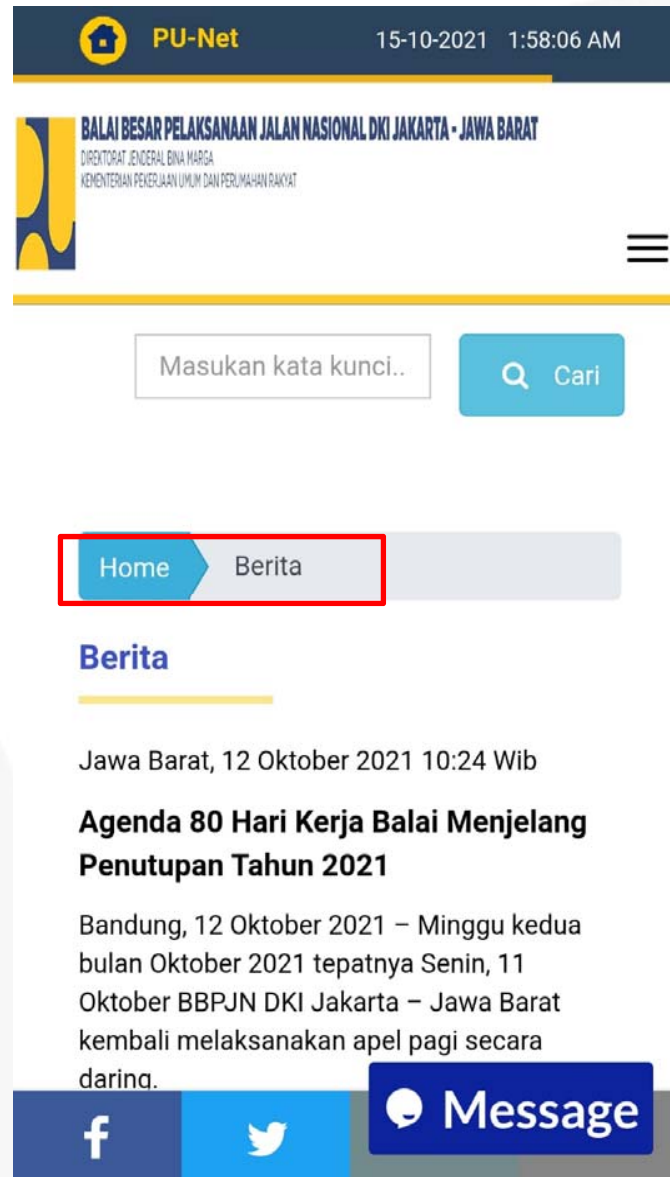 PU-Net 15-10-2021 1:58:06 AM
BALAI BESAR PELAKSANAAN JALAN NASIONAL DKI JAKARTA - JAWA BARAT
DIREKTORAT JENDERAL BINA MARGA
KEMENTERIAN PEKERJAAN UMUM DAN PERUMAHAN RAKYAT
Masukan kata kunci.. Cari
Home Berita
Berita
Jawa Barat, 12 Oktober 2021 10:24 Wib
Agenda 80 Hari Kerja Balai Menjelang
Penutupan Tahun 2021
Bandung, 12 Oktober 2021 – Minggu kedua
bulan Oktober 2021 tepatnya Senin, 11
Oktober BBPJN DKI Jakarta – Jawa Barat
kembali melaksanakan apel pagi secara
daring.
Message